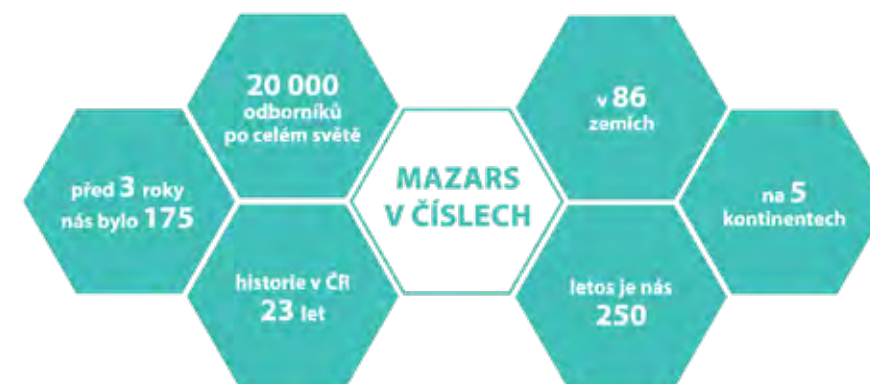 20 000
odborníků
po celém světě
v 86
zemích
před 3 roky
nás bylo 175
MAZARS
V ČÍSLECH
na 5
kontinentech
historie v ČR
23 let
letos je nás
250